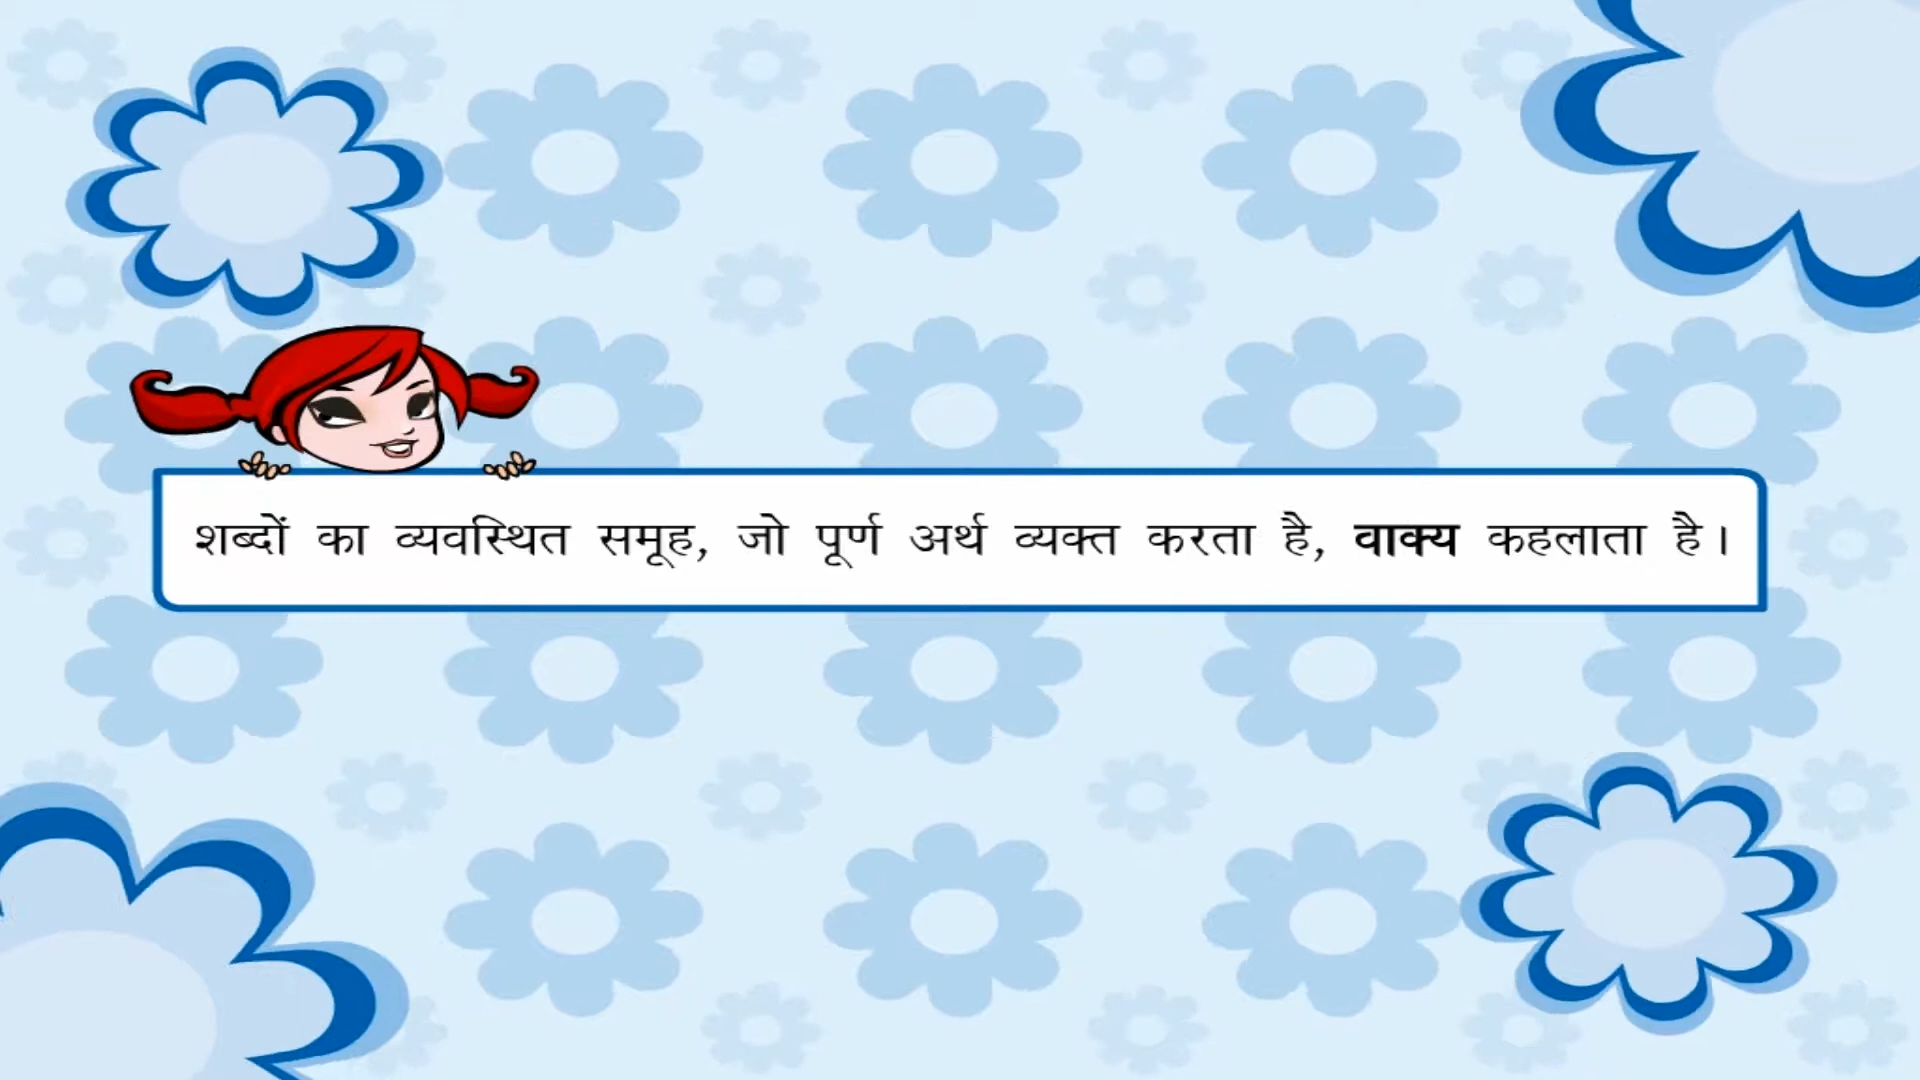 शब्दों का व्यवस्थित समूह, जो पूर्ण अर्थ व्यक्त करता है, वाक्य कहलाता है।